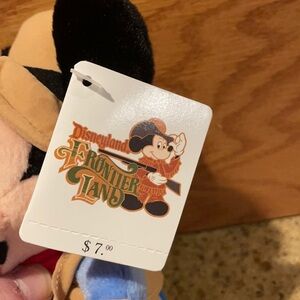 Disneyland
FRONTIER
LAND
$ 7.00